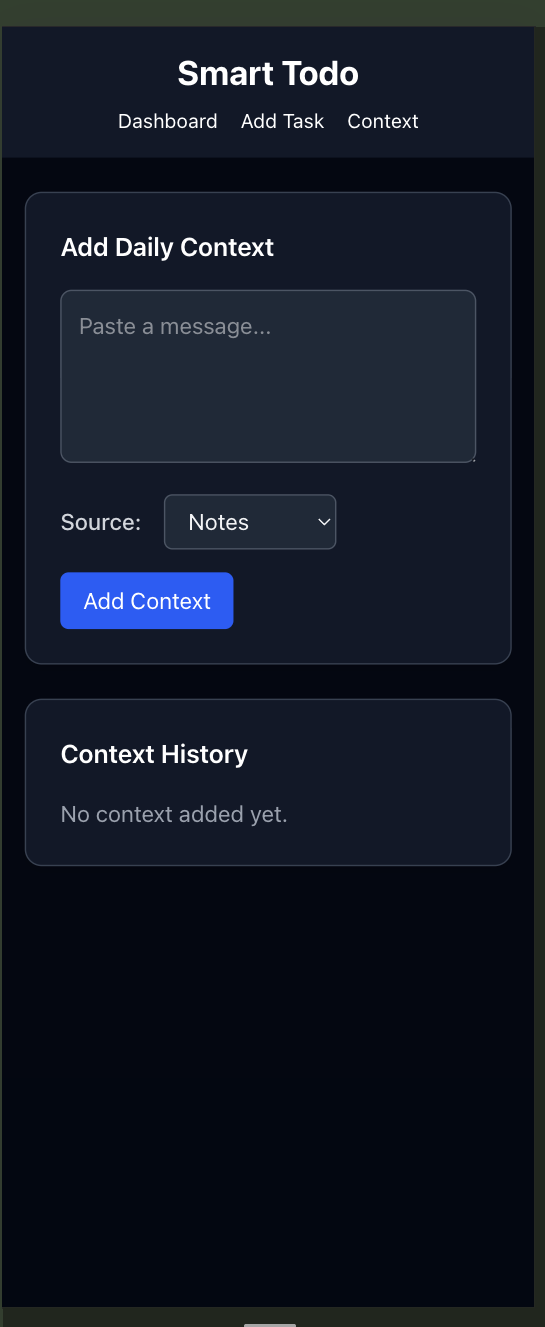 Smart Todo
Dashboard Add Task Context
Add Daily Context
Paste a message...
Source: Notes
Add Context
Context History
No context added yet.